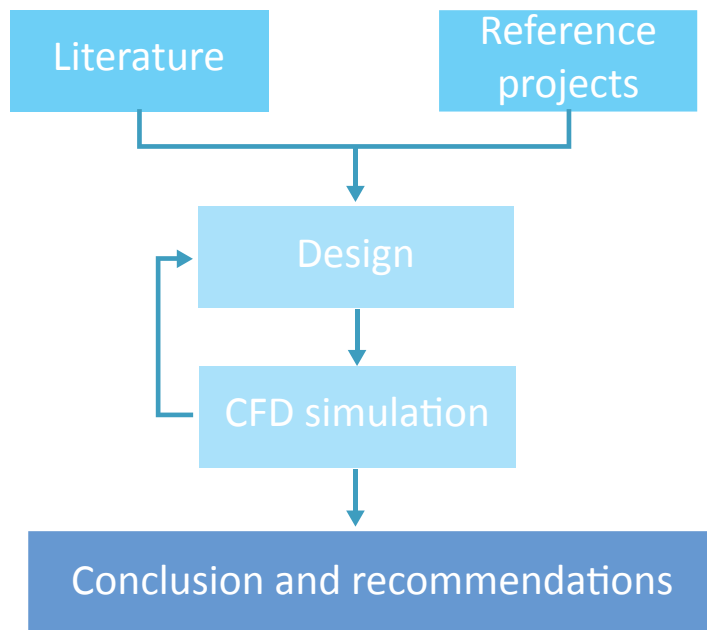 Literature
Reference
projects
Design
CFD simulation
Conclusion and recommendations